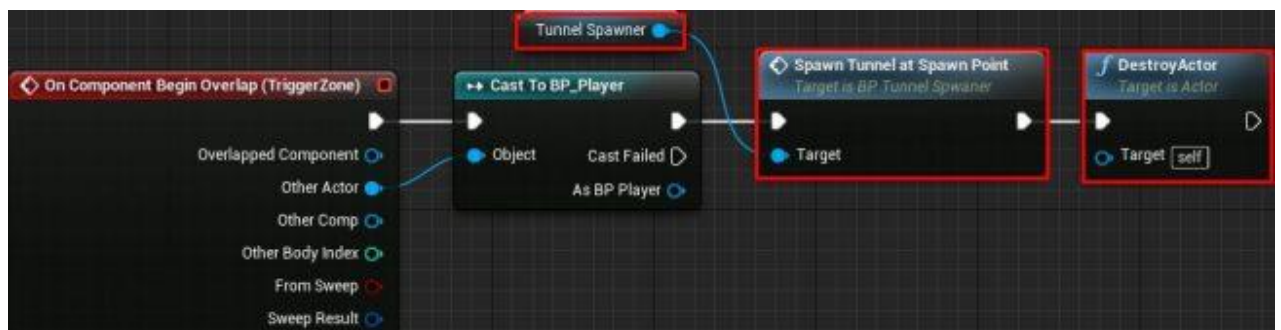 Tunnel Spawner
On Component Begin Overlap (TriggerZone)
Overlapped Component
Other Actor
Other Comp
Other Body Index
From Sweep
Sweep Result
Cast To BP_Player
Object
Cast Failed
As BP Player
Spawn Tunnel at Spawn Point
Target is BP Tunnel Spwaner
Target
DestroyActor
Target is Actor
Target self